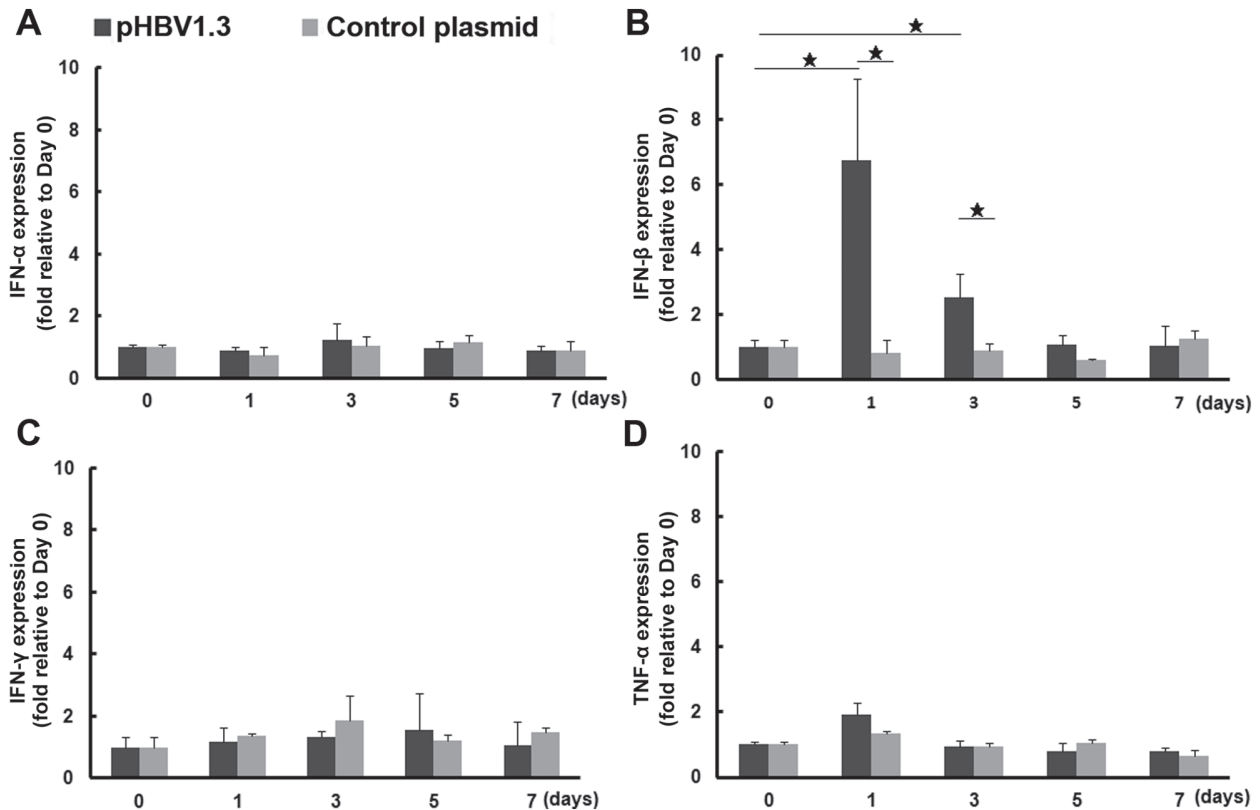 A
pHBV1.3
Control plasmid
IFN-α expression
(fold relative to Day 0)
10
8
6
4
2
0
0 1 3 5 7 (days)
B
IFN-β expression
(fold relative to Day 0)
10
8
6
4
2
0
0 1 3 5 7 (days)
C
IFN-γ expression
(fold relative to Day 0)
10
8
6
4
2
0
0 1 3 5 7 (days)
D
TNF-α expression
(fold relative to Day 0)
10
8
6
4
2
0
0 1 3 5 7 (days)